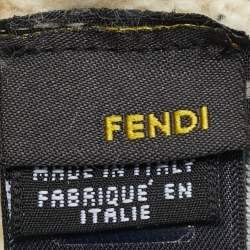 FENDI
MADE IN ITALY
FABRIQUE' EN
ITALIE